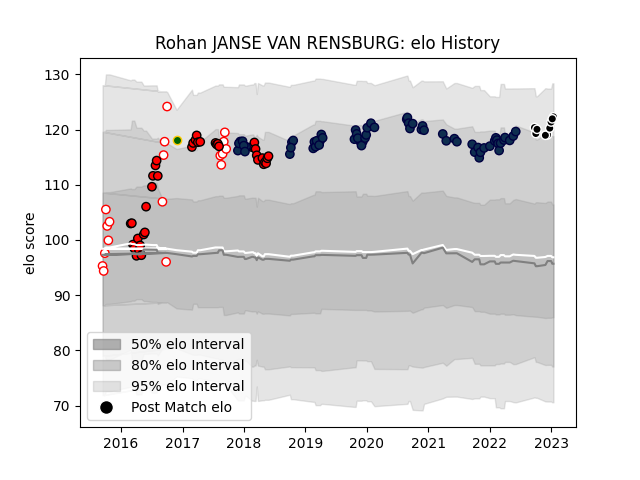 Rohan JANSE VAN RENSBURG: elo History
elo score
130
120
110
100
90
80
70
50% elo Interval
80% elo Interval
95% elo Interval
Post Match elo
2016 2017 2018 2019 2020 2021 2022 2023